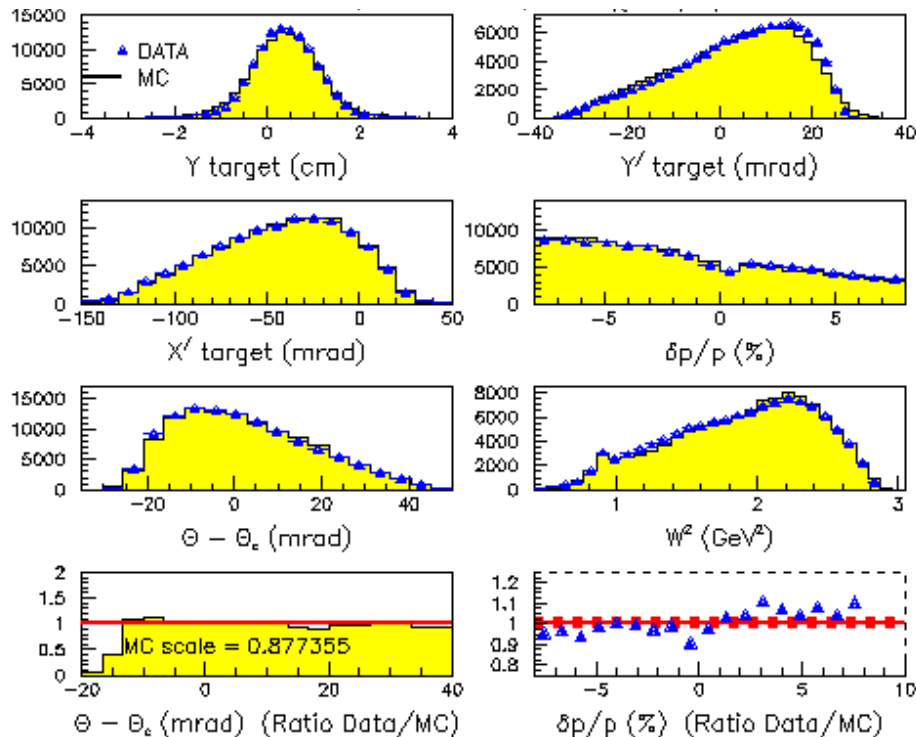 15000
10000
5000
0
DATA
MC
-4 -2 0 2 4
Y target (cm)
6000
4000
2000
0
-40 -20 0 20 40
Y′ target (mrad)
10000
5000
0
-150 -100 -50 0 50
X′ target (mrad)
10000
5000
0
-5 0 5
δp/p (%)
15000
10000
5000
0
-20 0 20 40
Θ - Θc (mrad)
8000
6000
4000
2000
0
1 2 3
W² (GeV²)
2
1.5
1
0.5
0
MC scale = 0.877355
-20 0 20 40
Θ - Θc (mrad) (Ratio Data/MC)
1.2
1.1
1
0.9
0.8
-5 0 5 10
δp/p (%) (Ratio Data/MC)